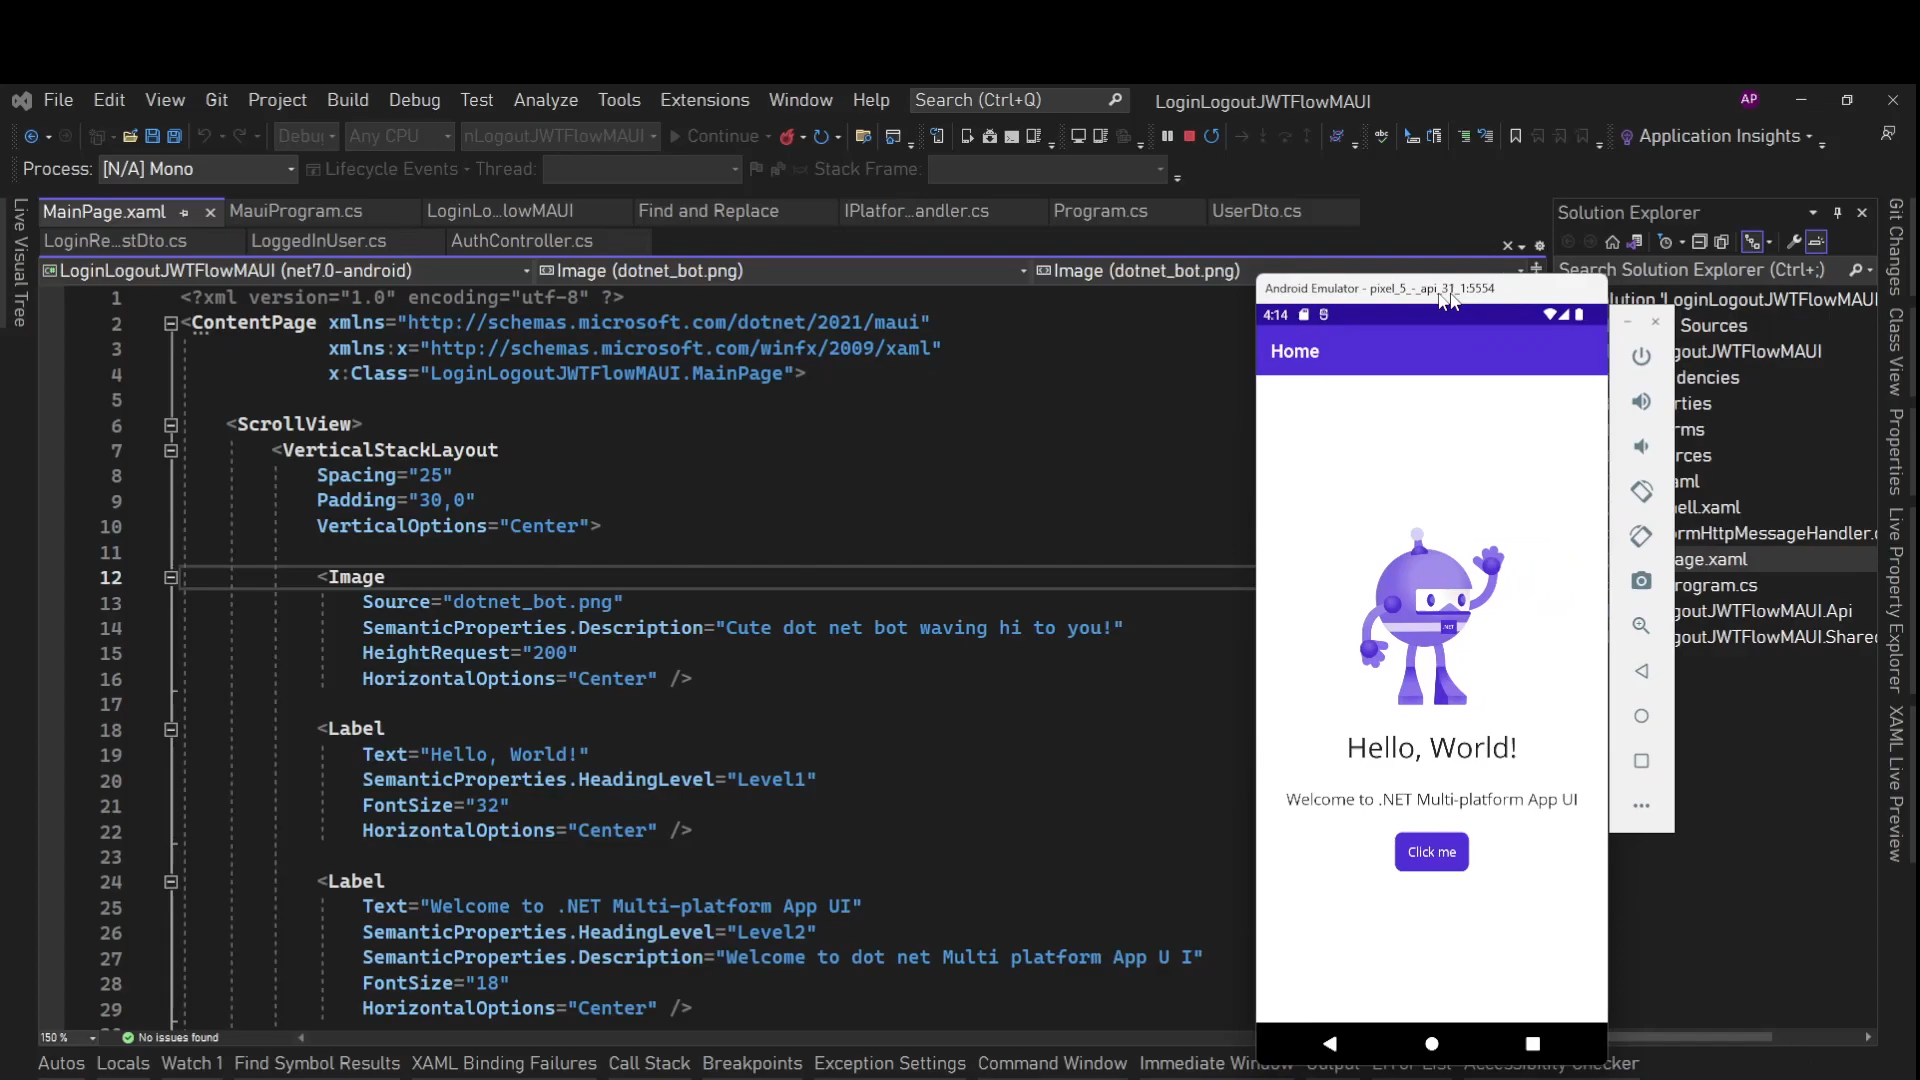 File Edit View Git Project Build Debug Test Analyze Tools Extensions Window Help Search (Ctrl+Q) LoginLogoutJWTFlowMAUI AP
Debug Any CPU nLogoutJWTFlowMAUI Continue Application Insights
Process: [N/A] Mono Lifecycle Events Thread: Stack Frame:
Live Visual Tree
MainPage.xaml MauiProgram.cs LoginLo...lowMAUI Find and Replace IPlatfor...andler.cs Program.cs UserDto.cs
LoginRe...stDto.cs LoggedInUser.cs AuthController.cs
LoginLogoutJWTFlowMAUI (net7.0-android) Image (dotnet_bot.png) Image (dotnet_bot.png)
1 <?xml version="1.0" encoding="utf-8" ?>
2 <ContentPage xmlns="http://schemas.microsoft.com/dotnet/2021/maui"
3 xmlns:x="http://schemas.microsoft.com/winfx/2009/xaml"
4 x:Class="LoginLogoutJWTFlowMAUI.MainPage">
5
6 <ScrollView>
7 <VerticalStackLayout
8 Spacing="25"
9 Padding="30,0"
10 VerticalOptions="Center">
11
12 <Image
13 Source="dotnet_bot.png"
14 SemanticProperties.Description="Cute dot net bot waving hi to you!"
15 HeightRequest="200"
16 HorizontalOptions="Center" />
17
18 <Label
19 Text="Hello, World!"
20 SemanticProperties.HeadingLevel="Level1"
21 FontSize="32"
22 HorizontalOptions="Center" />
23
24 <Label
25 Text="Welcome to .NET Multi-platform App UI"
26 SemanticProperties.HeadingLevel="Level2"
27 SemanticProperties.Description="Welcome to dot net Multi platform App U I"
28 FontSize="18"
29 HorizontalOptions="Center" />
150 % No issues found
Autos Locals Watch 1 Find Symbol Results XAML Binding Failures Call Stack Breakpoints Exception Settings Command Window Immediate Window
Android Emulator - pixel_5_-_api_31_1:5554
4:14
Home
.NET
Hello, World!
Welcome to .NET Multi-platform App UI
Click me
Solution Explorer
Search Solution Explorer (Ctrl+;)
lution 'LoginLogoutJWTFlowMAUI
Sources
goutJWTFlowMAUI
dencies
rties
rms
rces
aml
ell.xaml
rmHttpMessageHandler.c
age.xaml
rogram.cs
goutJWTFlowMAUI.Api
goutJWTFlowMAUI.Share
Git Changes
Class View
Properties
Live Property Explorer
XAML Live Preview